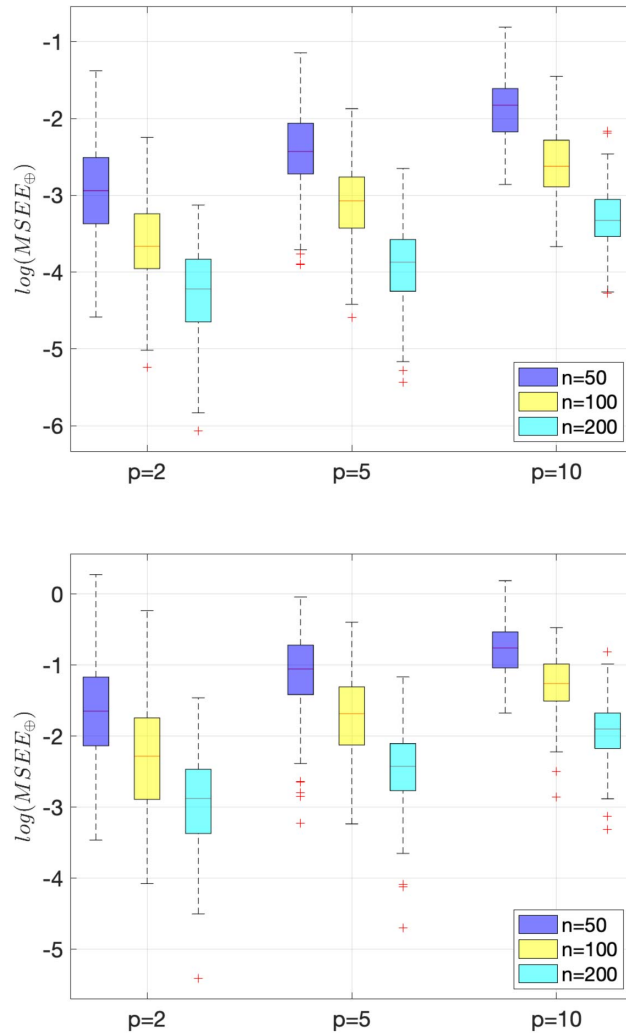 -1
-2
-3
-4
-5
-6
log(MSEE⊕)
n=50
n=100
n=200
p=2 p=5 p=10
0
-1
-2
-3
-4
-5
log(MSEE⊕)
n=50
n=100
n=200
p=2 p=5 p=10